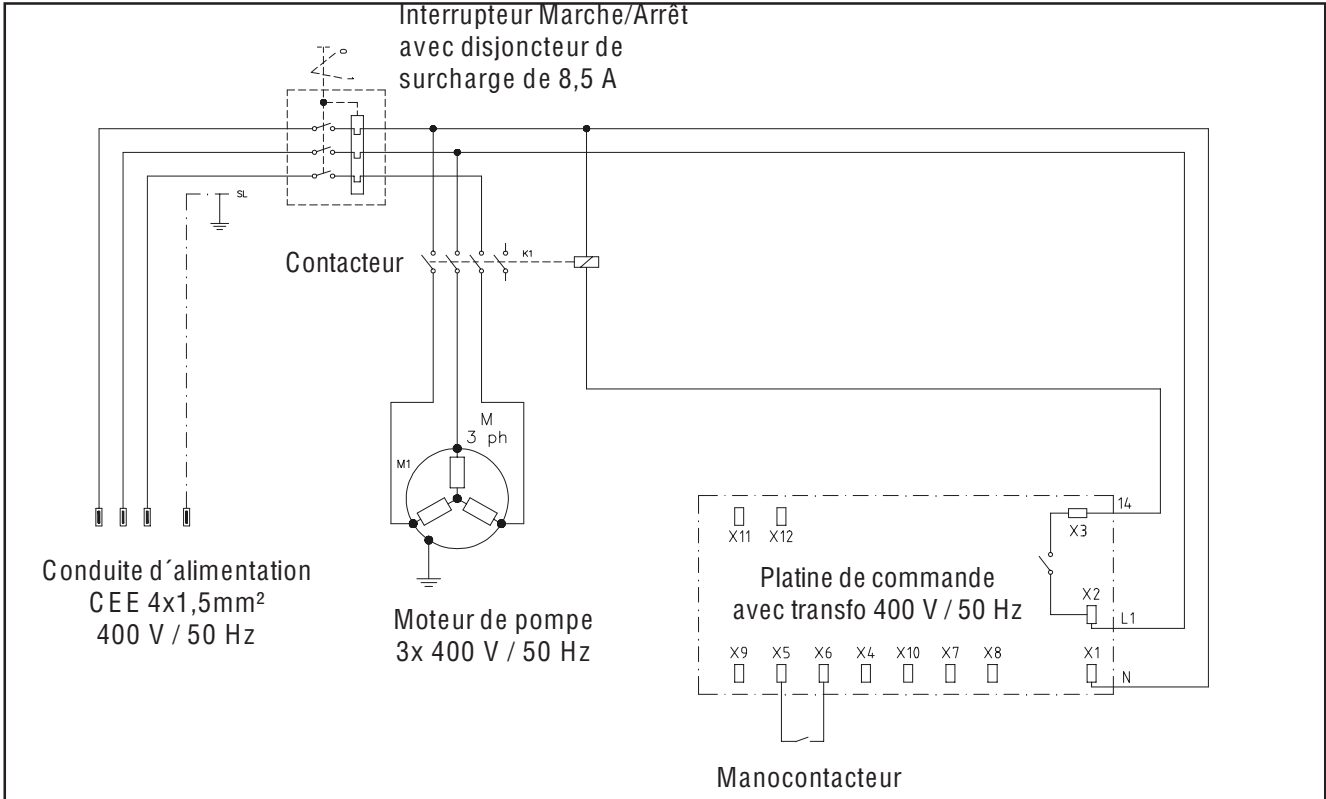 Interrupteur Marche/Arrêt
avec disjoncteur de
surcharge de 8,5 A
0
1
SL
Contacteur
K1
M
3 ph
M1
14
X3
X11 X12
Conduite d´alimentation
CEE 4x1,5mm²
400 V / 50 Hz
Moteur de pompe
3x 400 V / 50 Hz
Platine de commande
avec transfo 400 V / 50 Hz
X2
L1
X9 X5 X6 X4 X10 X7 X8 X1
N
Manocontacteur